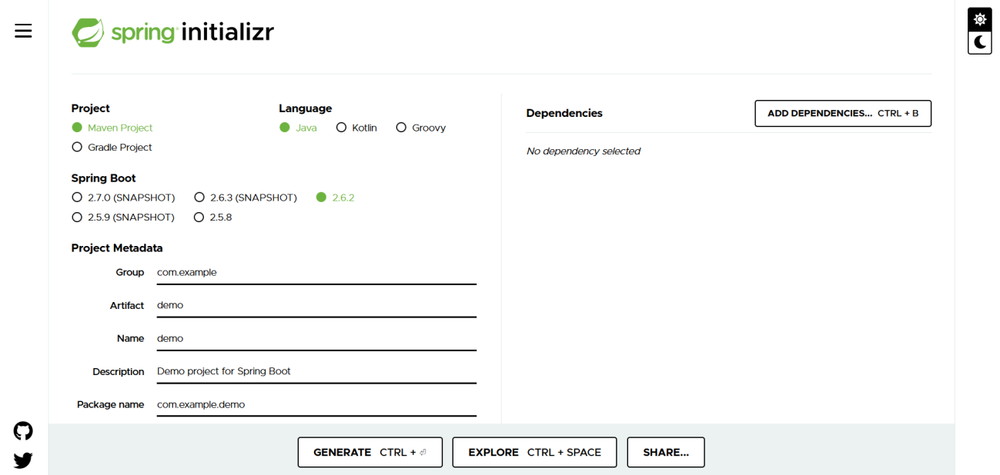 spring initializr
Project
Maven Project
Gradle Project
Language
Java Kotlin Groovy
Spring Boot
2.7.0 (SNAPSHOT) 2.6.3 (SNAPSHOT) 2.6.2
2.5.9 (SNAPSHOT) 2.5.8
Project Metadata
Group com.example
Artifact demo
Name demo
Description Demo project for Spring Boot
Package name com.example.demo
Dependencies
ADD DEPENDENCIES... CTRL + B
No dependency selected
GENERATE CTRL + ⏎
EXPLORE CTRL + SPACE
SHARE...